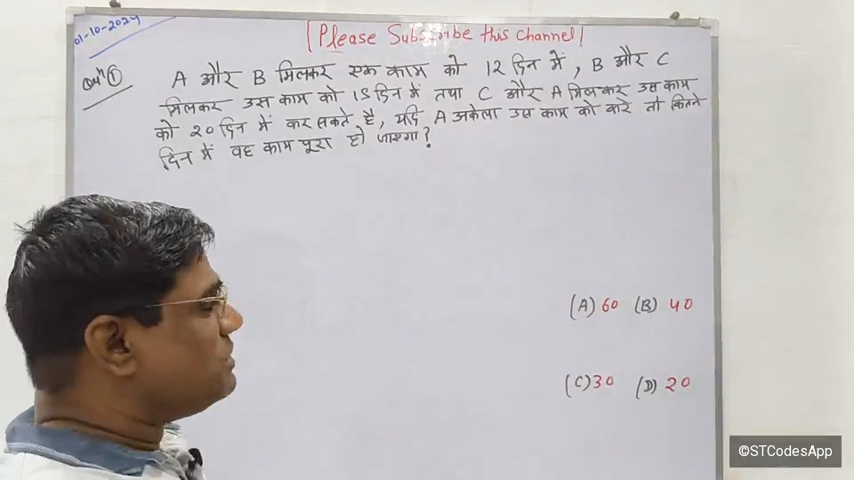 01-10-2024
Please Subscribe this channel
Qu^n ① A और B मिलकर एक काम को 12 दिन में, B और C
मिलकर उस काम को 15 दिन में तथा C और A मिलकर उस काम
को 20 दिन में कर सकते है, यदि A अकेला उस काम को करे तो कितने
दिन में वह काम पूरा हो जाएगा?
(A) 60 (B) 40
(C) 30 (D) 20
©STCodesApp